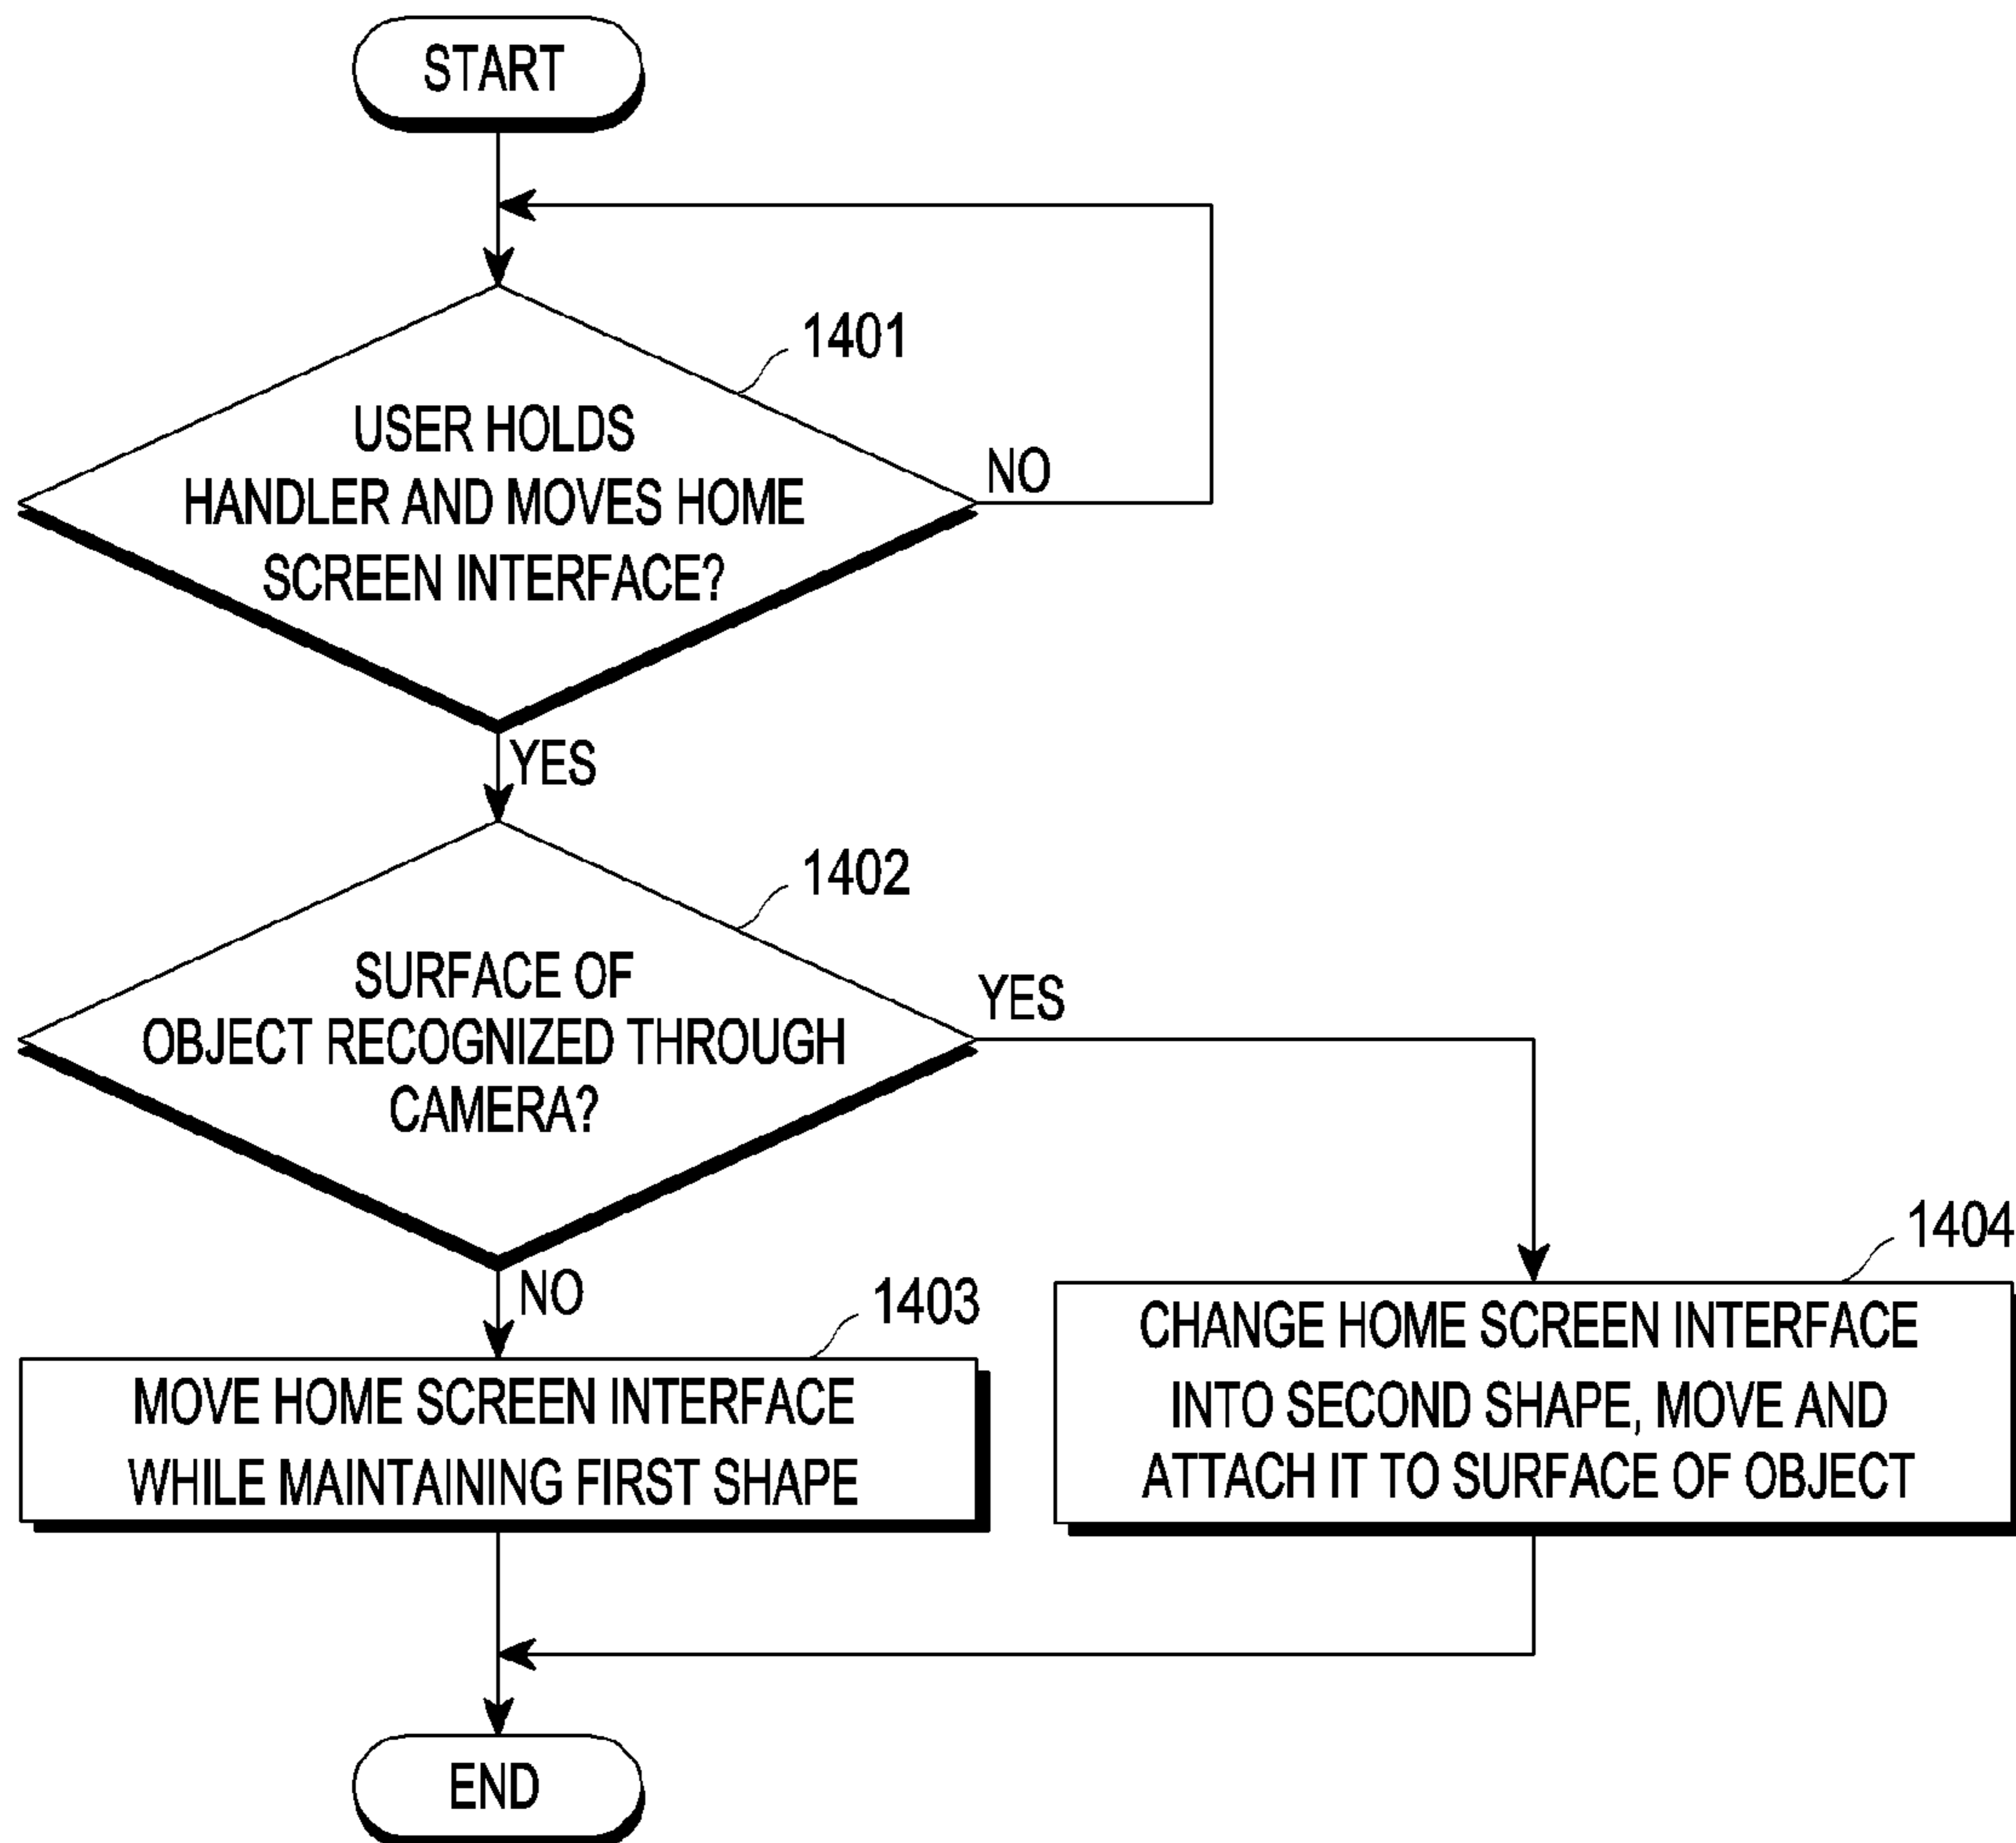 START
1401
USER HOLDS
HANDLER AND MOVES HOME
SCREEN INTERFACE?
NO
YES
1402
SURFACE OF
OBJECT RECOGNIZED THROUGH
CAMERA?
YES
NO
1403
MOVE HOME SCREEN INTERFACE
WHILE MAINTAINING FIRST SHAPE
1404
CHANGE HOME SCREEN INTERFACE
INTO SECOND SHAPE, MOVE AND
ATTACH IT TO SURFACE OF OBJECT
END